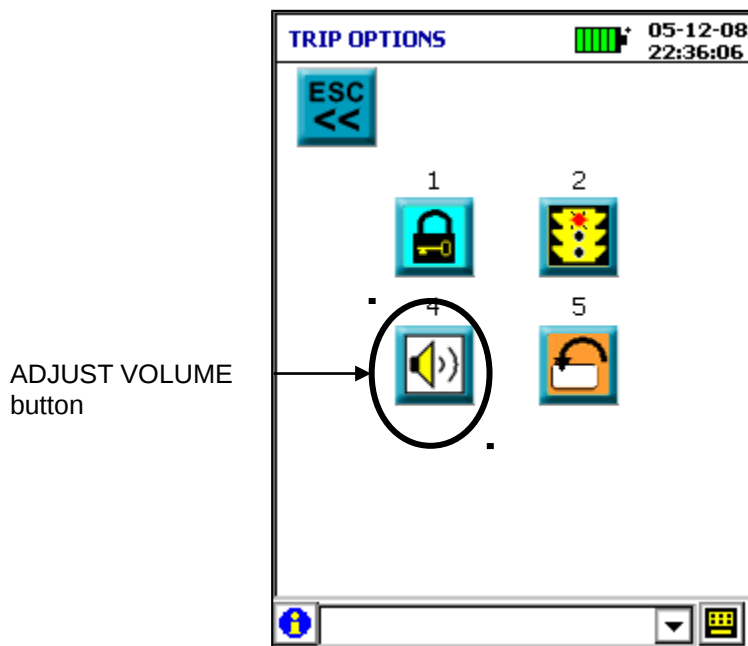 TRIP OPTIONS
05-12-08
22:36:06
ESC
<<
1 2
4 5
ADJUST VOLUME
button